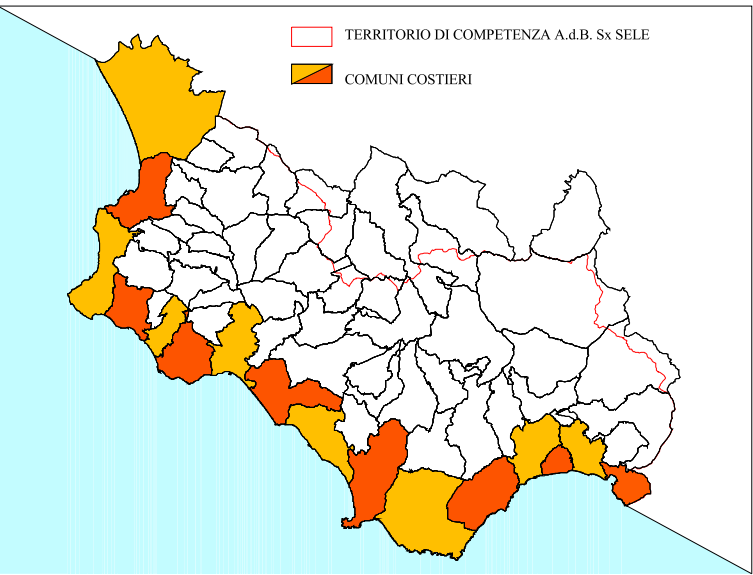 TERRITORIO DI COMPETENZA A.d.B. Sx SELE
COMUNI COSTIERI